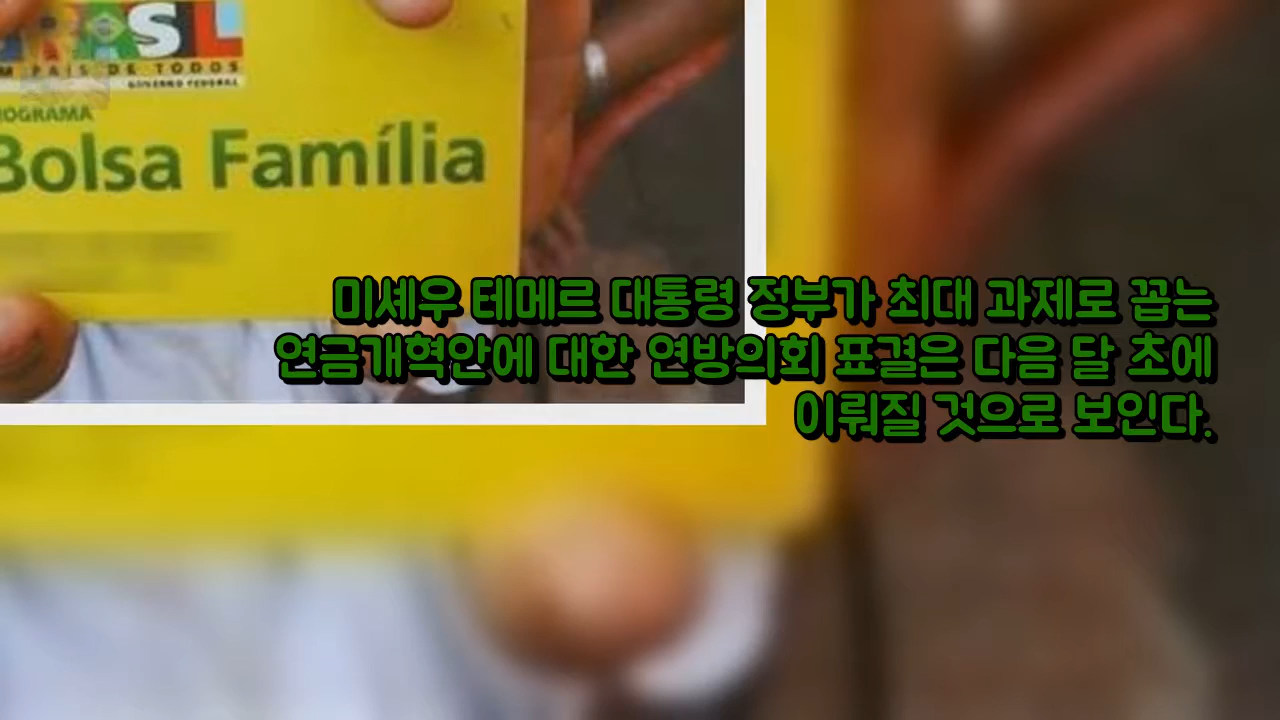 BRASIL
M PAÍS DE TODOS
GOVERNO FEDERAL
OGRAMA
Bolsa Família
미셰우 테메르 대통령 정부가 최대 과제로 꼽는
연금개혁안에 대한 연방의회 표결은 다음 달 초에
이뤄질 것으로 보인다.